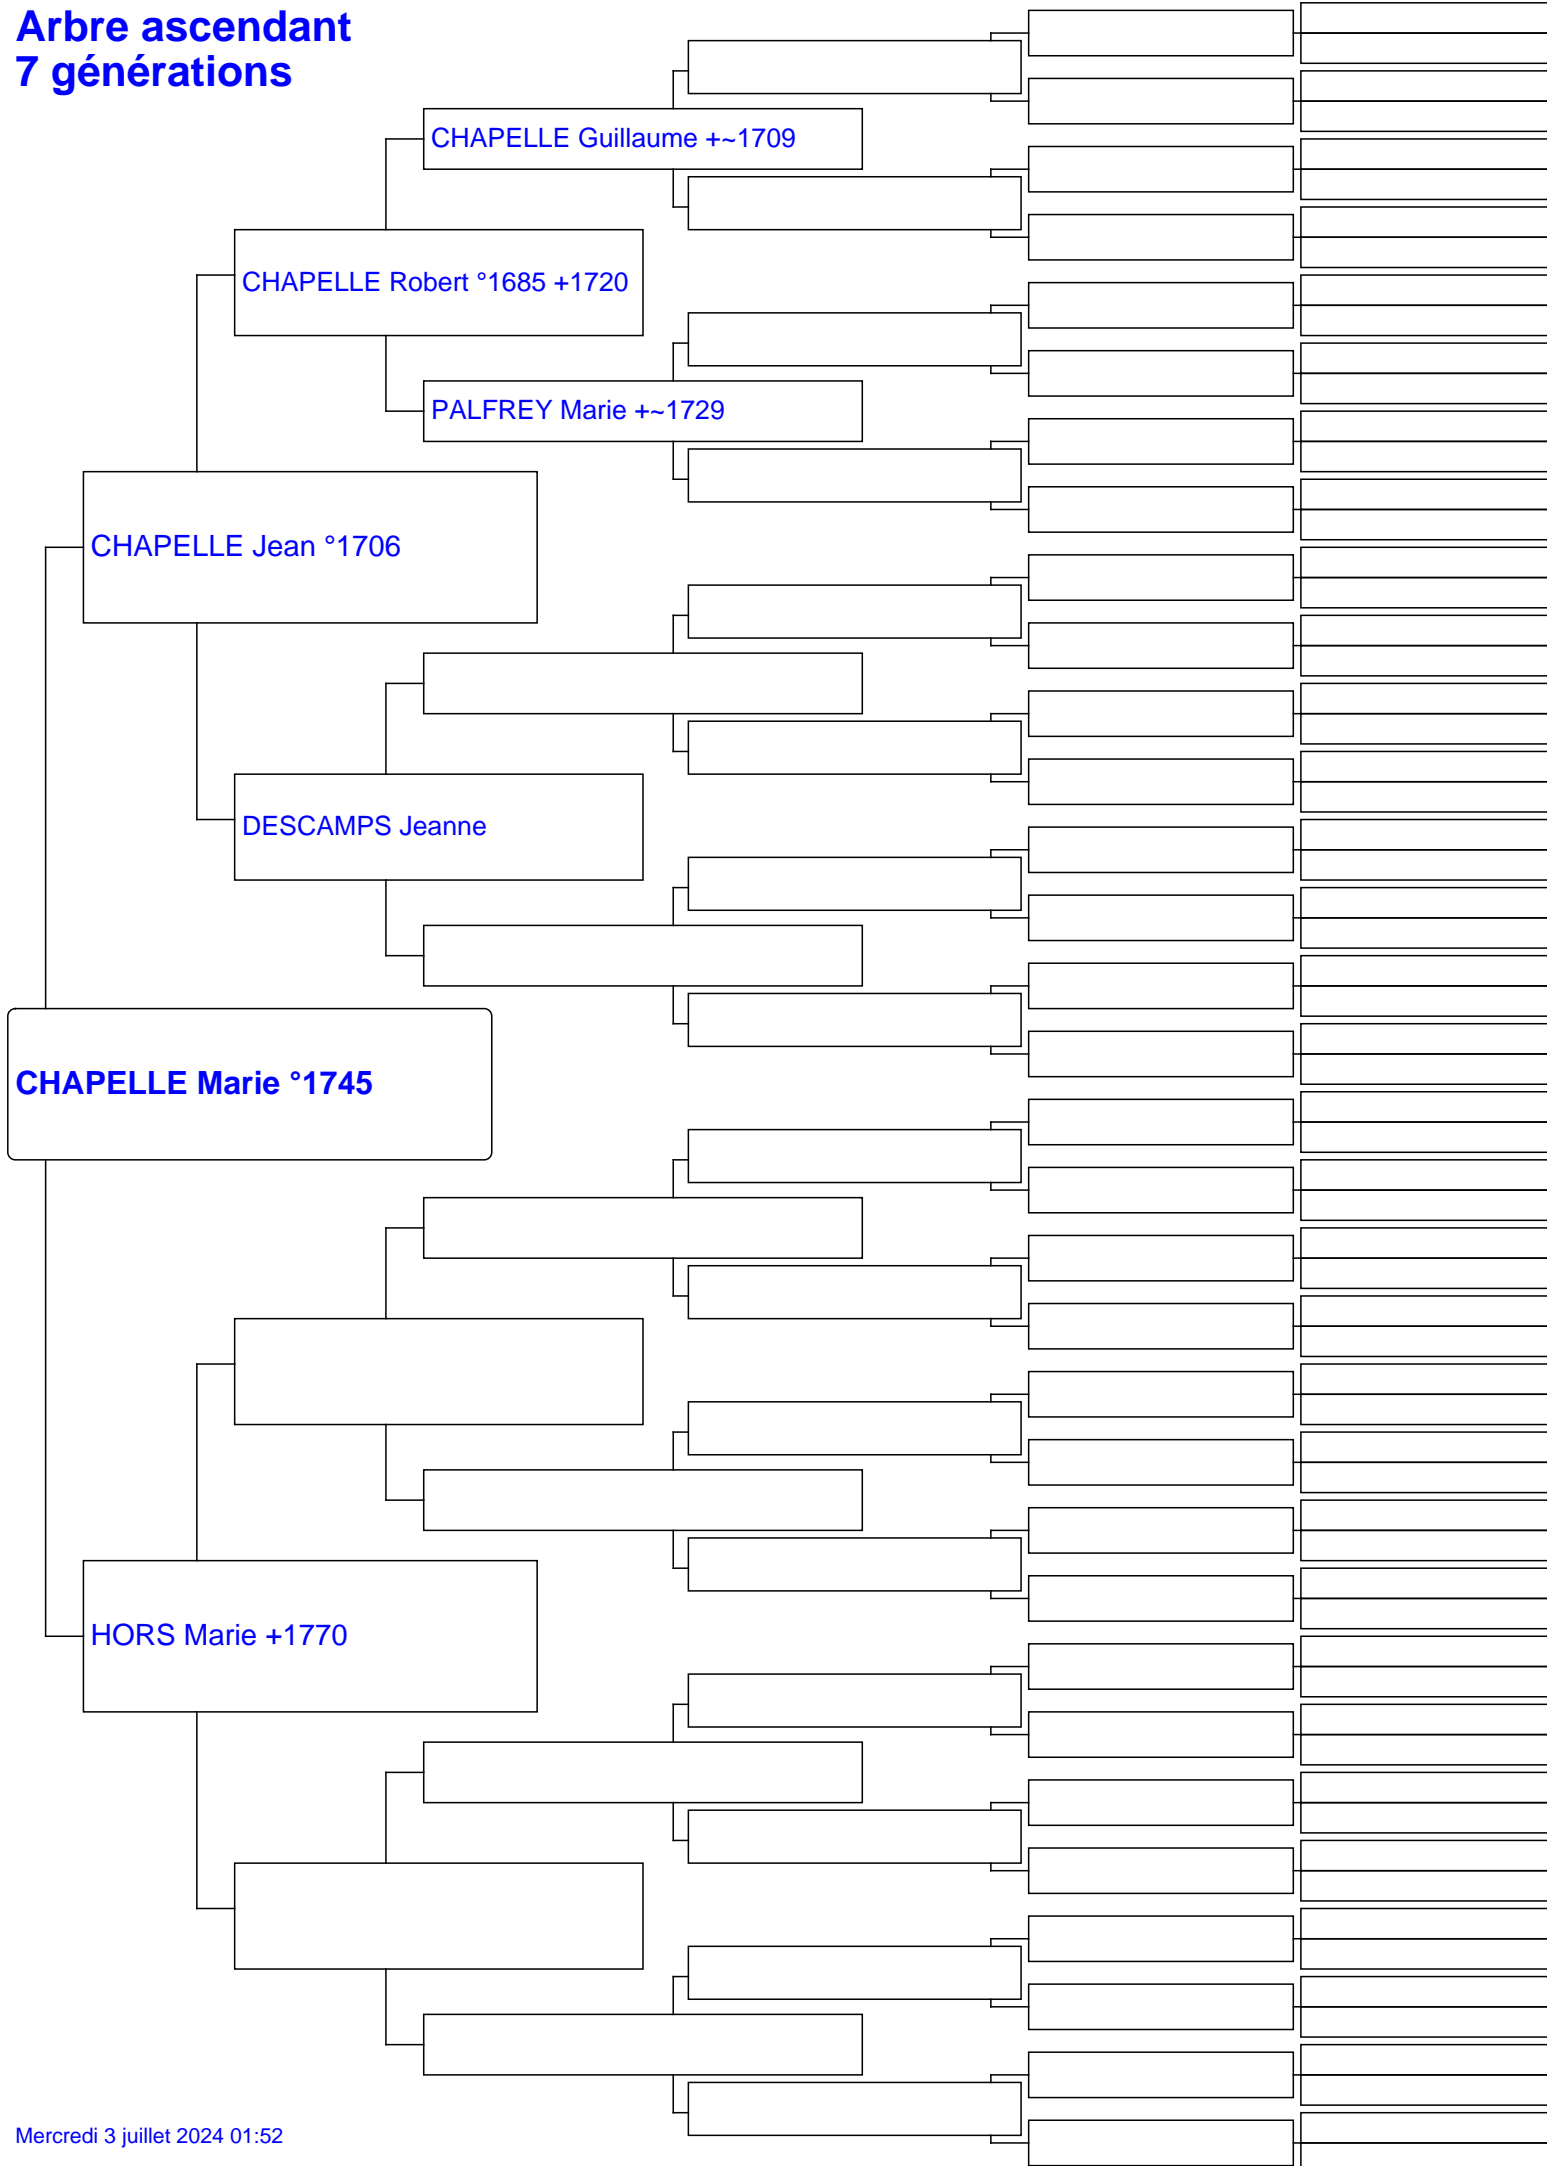 Arbre ascendant
7 générations
CHAPELLE Guillaume +~1709
CHAPELLE Robert °1685 +1720
PALFREY Marie +~1729
CHAPELLE Jean °1706
DESCAMPS Jeanne
CHAPELLE Marie °1745
HORS Marie +1770
Mercredi 3 juillet 2024 01:52